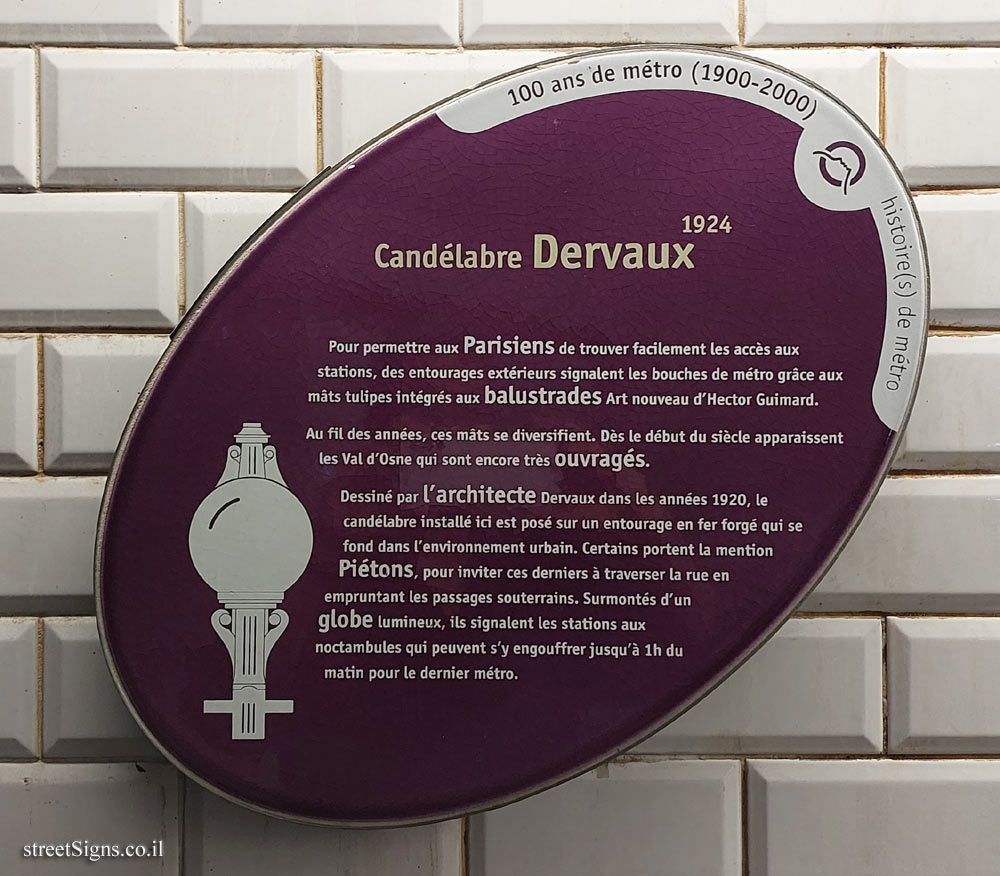 100 ans de métro (1900-2000)
histoire(s) de métro
1924
Candélabre Dervaux
Pour permettre aux Parisiens de trouver facilement les accès aux
stations, des entourages extérieurs signalent les bouches de métro grâce aux
mâts tulipes intégrés aux balustrades Art nouveau d'Hector Guimard.
Au fil des années, ces mâts se diversifient. Dès le début du siècle apparaissent
les Val d'Osne qui sont encore très ouvragés.
Dessiné par l'architecte Dervaux dans les années 1920, le
candélabre installé ici est posé sur un entourage en fer forgé qui se
fond dans l'environnement urbain. Certains portent la mention
Piétons, pour inviter ces derniers à traverser la rue en
empruntant les passages souterrains. Surmontés d'un
globe lumineux, ils signalent les stations aux
noctambules qui peuvent s'y engouffrer jusqu'à 1h du
matin pour le dernier métro.
streetSigns.co.il